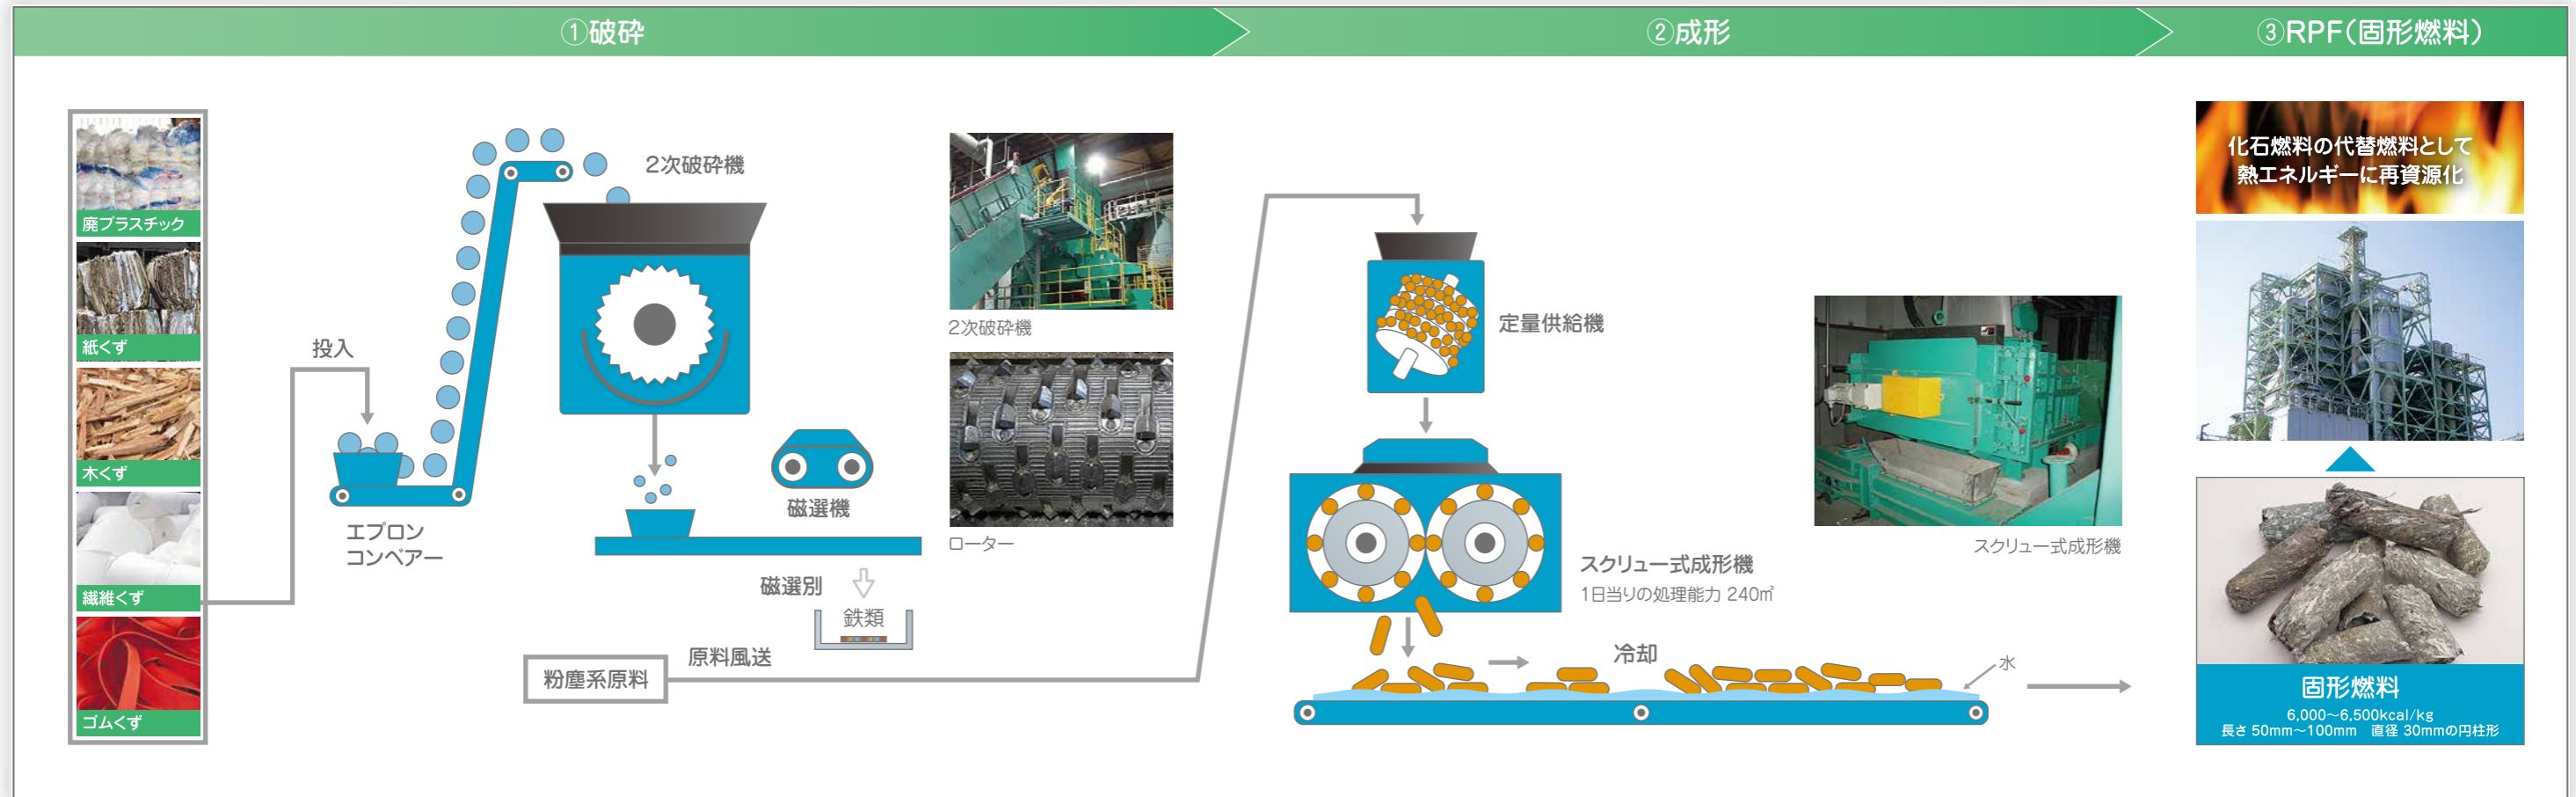 ①破砕
②成形
③RPF(固形燃料)
廃プラスチック
紙くず
木くず
繊維くず
ゴムくず
投入
エプロン
コンベアー
2次破砕機
磁選機
磁選別
鉄類
粉塵系原料
原料風送
2次破砕機
ローター
定量供給機
スクリュー式成形機
1日当りの処理能力 240㎥
冷却
水
スクリュー式成形機
化石燃料の代替燃料として
熱エネルギーに再資源化
固形燃料
6,000〜6,500kcal/kg
長さ 50mm〜100mm　直径 30mmの円柱形